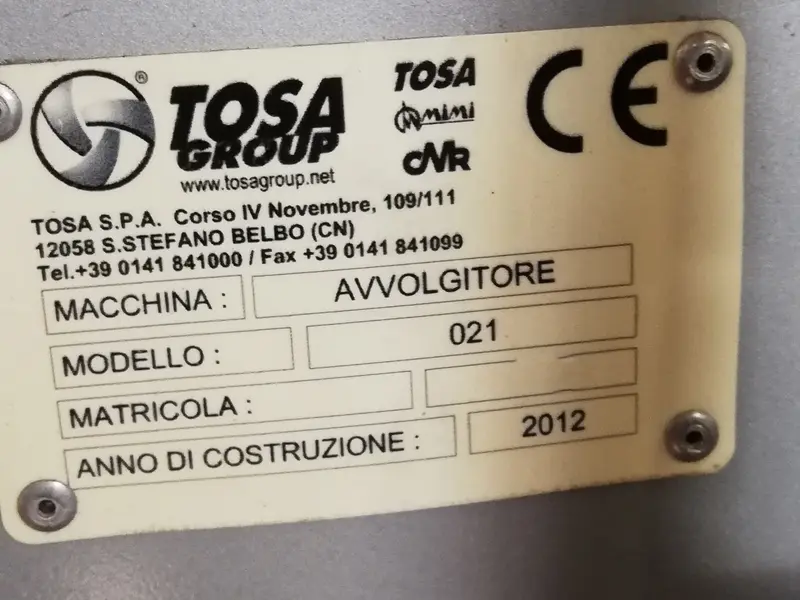 ®
TOSA
GROUP
www.tosagroup.net
TOSA
mimi
CMR
CE
TOSA S.P.A. Corso IV Novembre, 109/111
12058 S.STEFANO BELBO (CN)
Tel.+39 0141 841000 / Fax +39 0141 841099
MACCHINA : AVVOLGITORE
MODELLO : 021
MATRICOLA :
ANNO DI COSTRUZIONE : 2012